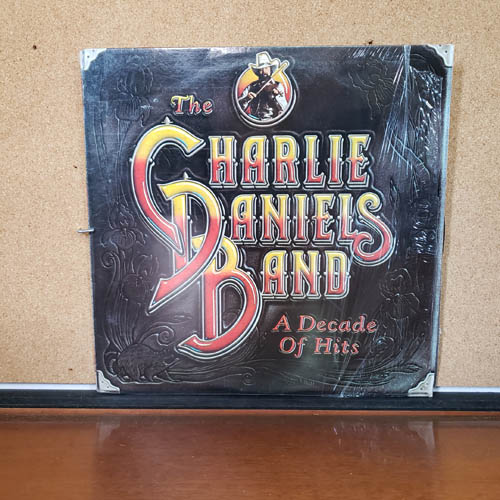 The
CHARLIE
DANIELS
BAND
A Decade
Of Hits